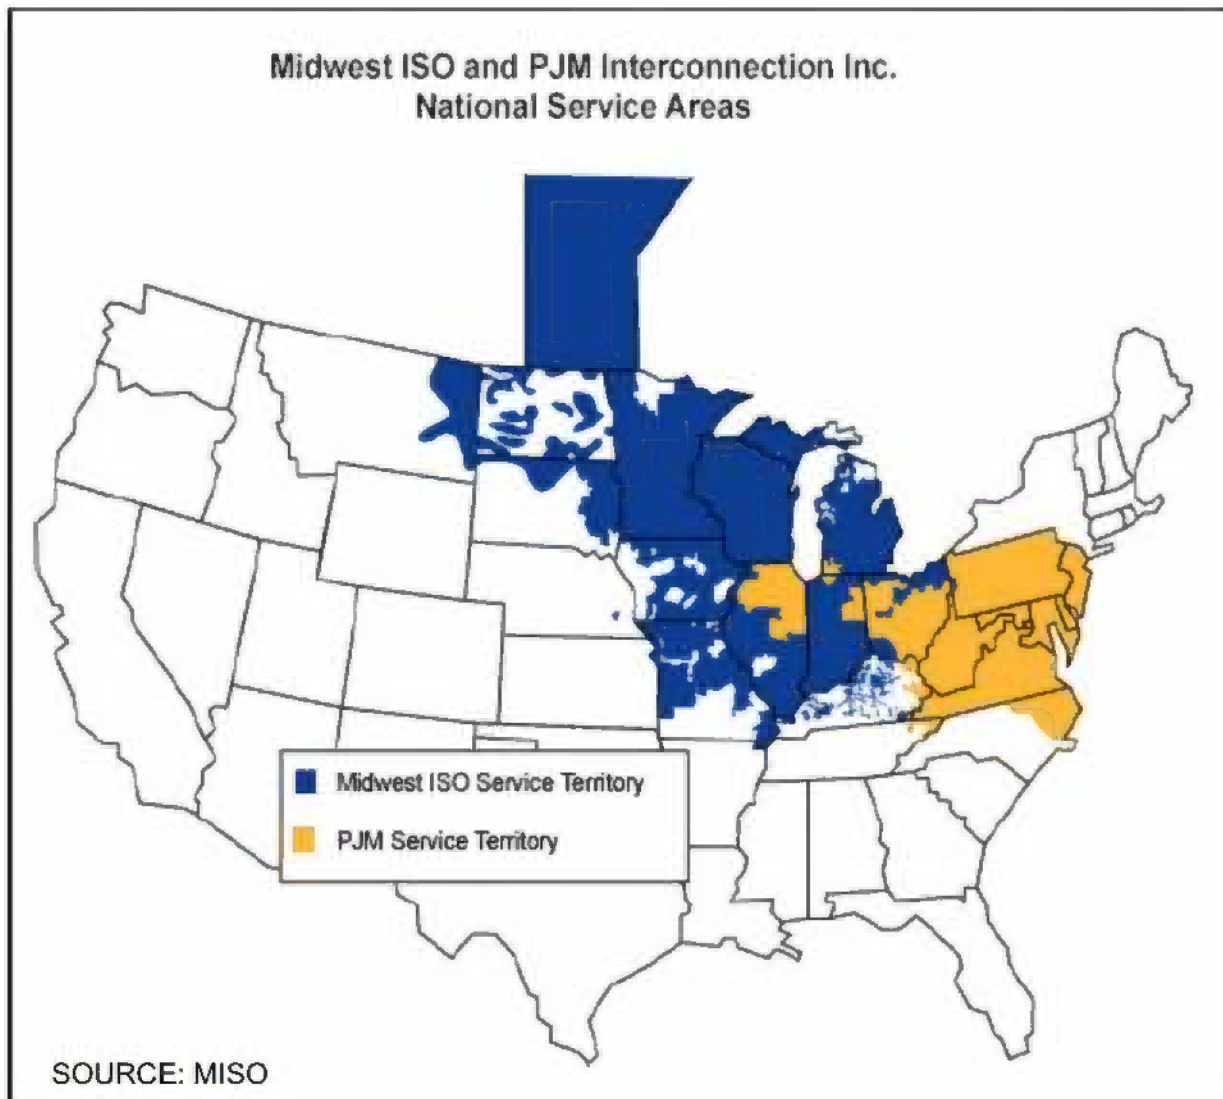 Midwest ISO and PJM Interconnection Inc.
National Service Areas
Midwest ISO Service Territory
PJM Service Territory
SOURCE: MISO